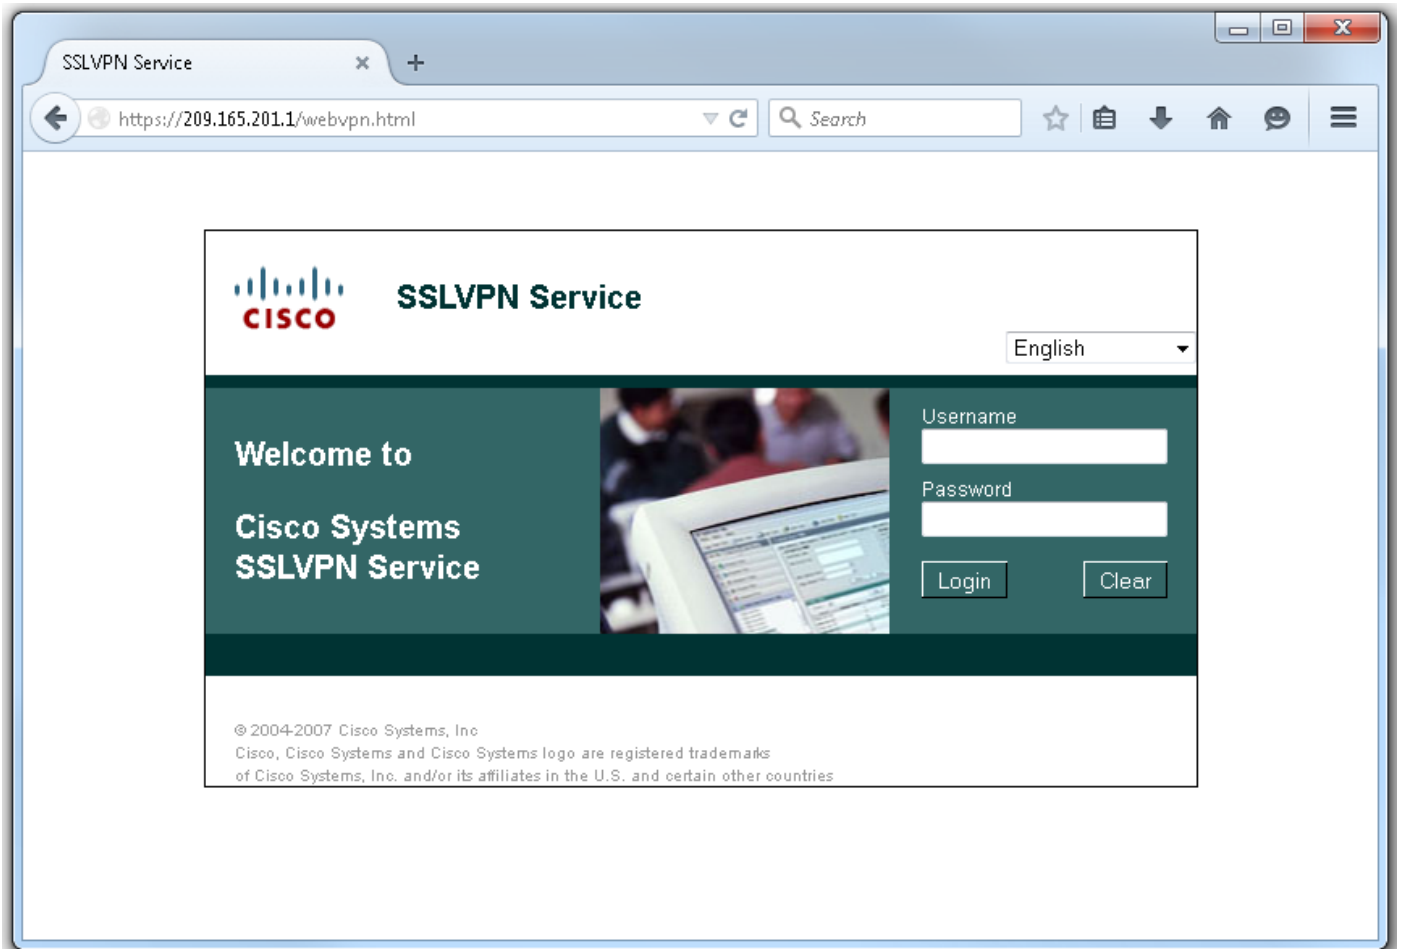 SSLVPN Service
https://209.165.201.1/webvpn.html
Search
CISCO
SSLVPN Service
English
Welcome to
Cisco Systems
SSLVPN Service
Username
Password
Login
Clear
© 2004-2007 Cisco Systems, Inc
Cisco, Cisco Systems and Cisco Systems logo are registered trademarks
of Cisco Systems, Inc. and/or its affiliates in the U.S. and certain other countries